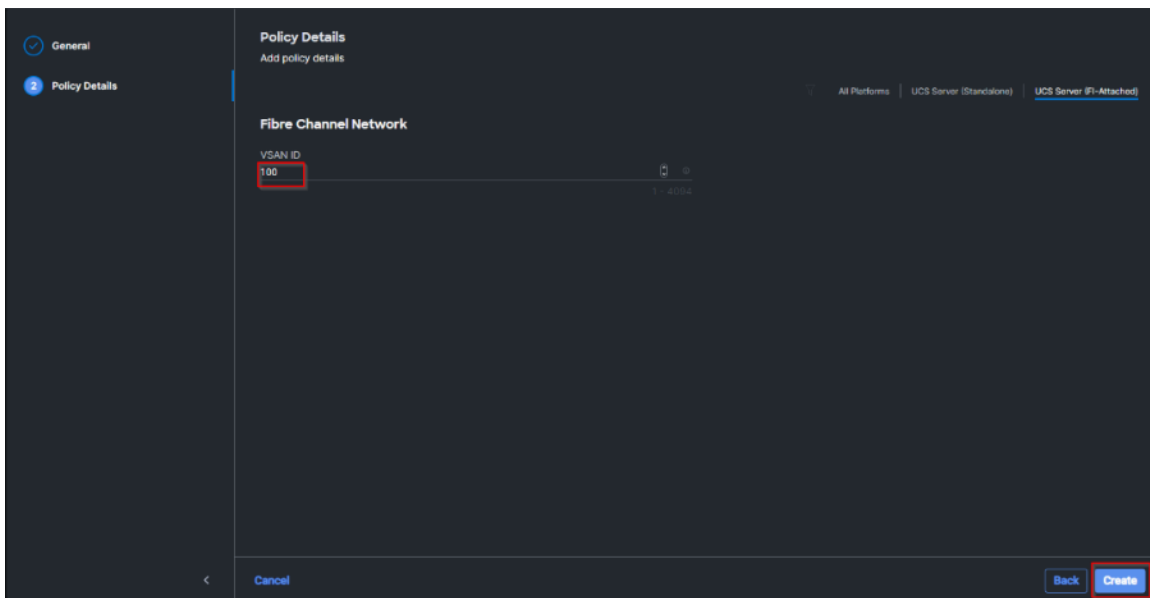 General
2 Policy Details
Policy Details
Add policy details
All Platforms | UCS Server (Standalone) | UCS Server (FI-Attached)
Fibre Channel Network
VSAN ID
100
1 - 4094
Cancel
Back
Create